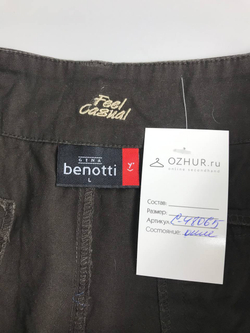 Feel
Casual
GINA
benotti
L
OZHUR.ru
Состав:
Размер:
Артикул:
Состояние: